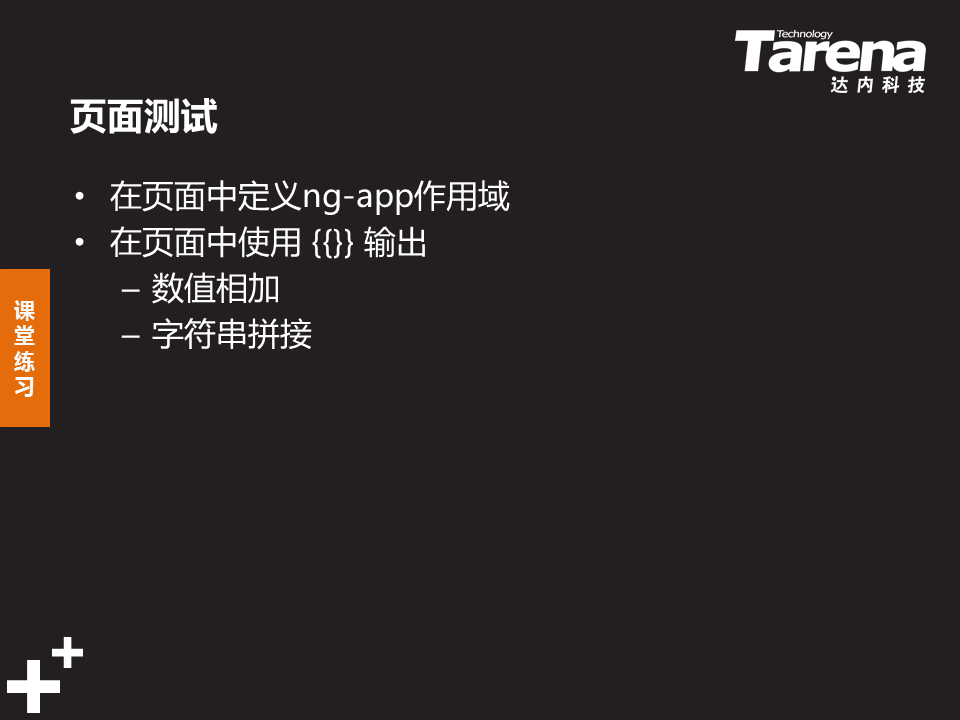 Technology
Tarena
达内科技
页面测试
• 在页面中定义ng-app作用域
• 在页面中使用 {{}} 输出
– 数值相加
– 字符串拼接
课
堂
练
习